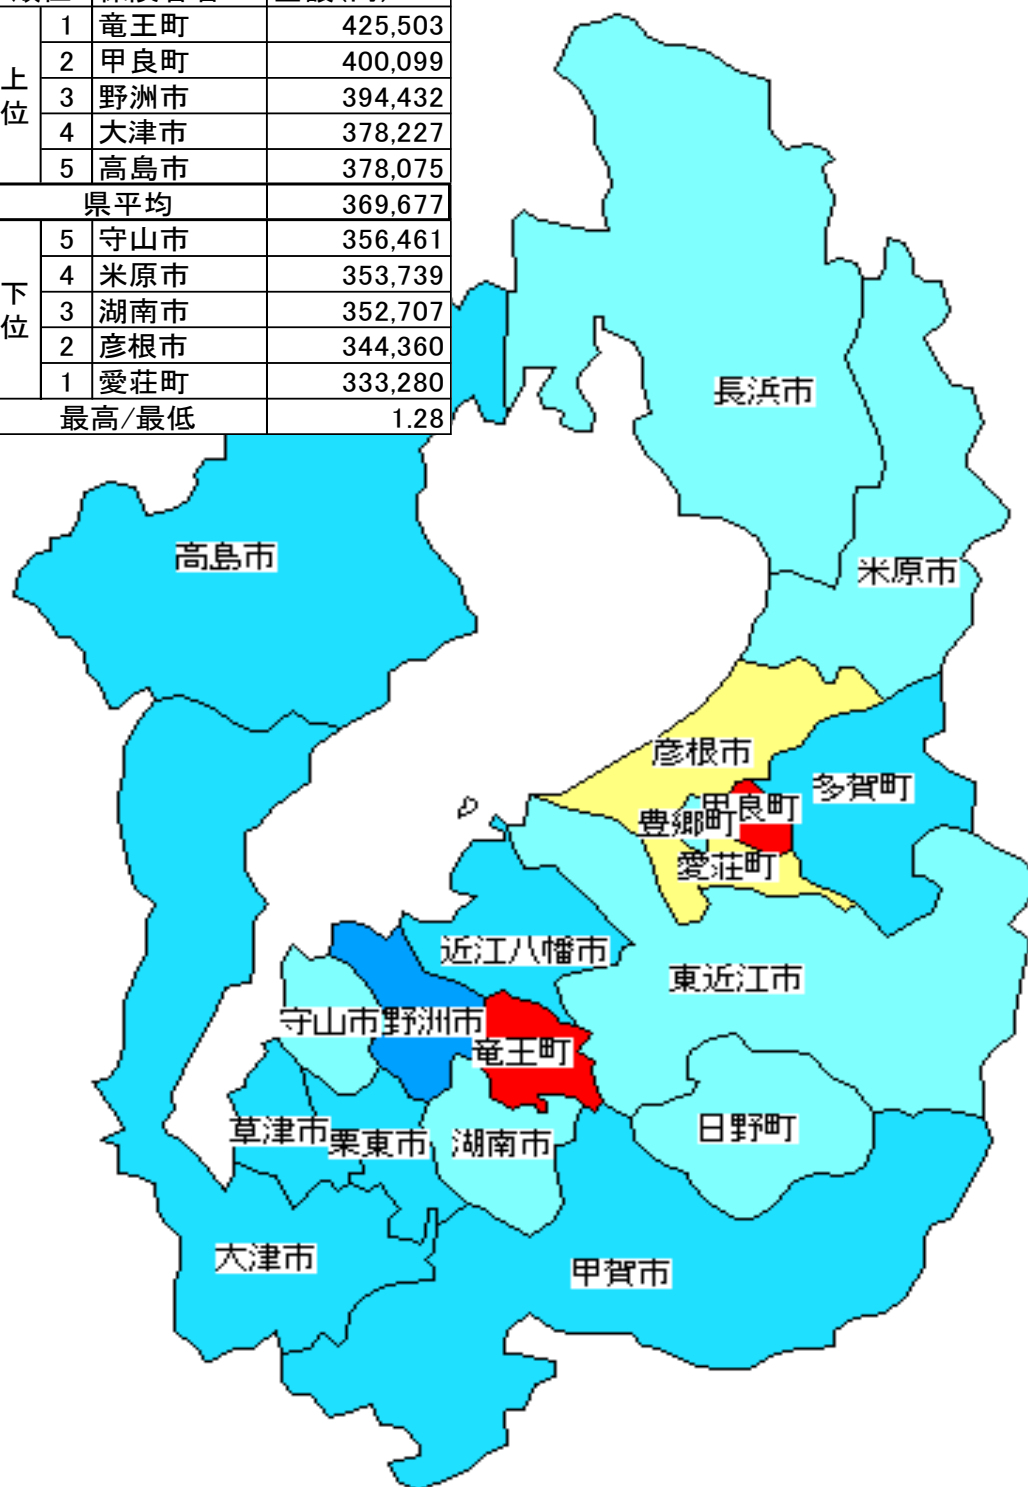 上位
1 竜王町 425,503
2 甲良町 400,099
3 野洲市 394,432
4 大津市 378,227
5 高島市 378,075
県平均 369,677
下位
5 守山市 356,461
4 米原市 353,739
3 湖南市 352,707
2 彦根市 344,360
1 愛荘町 333,280
最高/最低 1.28
長浜市
高島市
米原市
彦根市
多賀町
甲良町
豊郷町
愛荘町
近江八幡市
東近江市
守山市
野洲市
竜王町
草津市
栗東市
湖南市
日野町
大津市
甲賀市